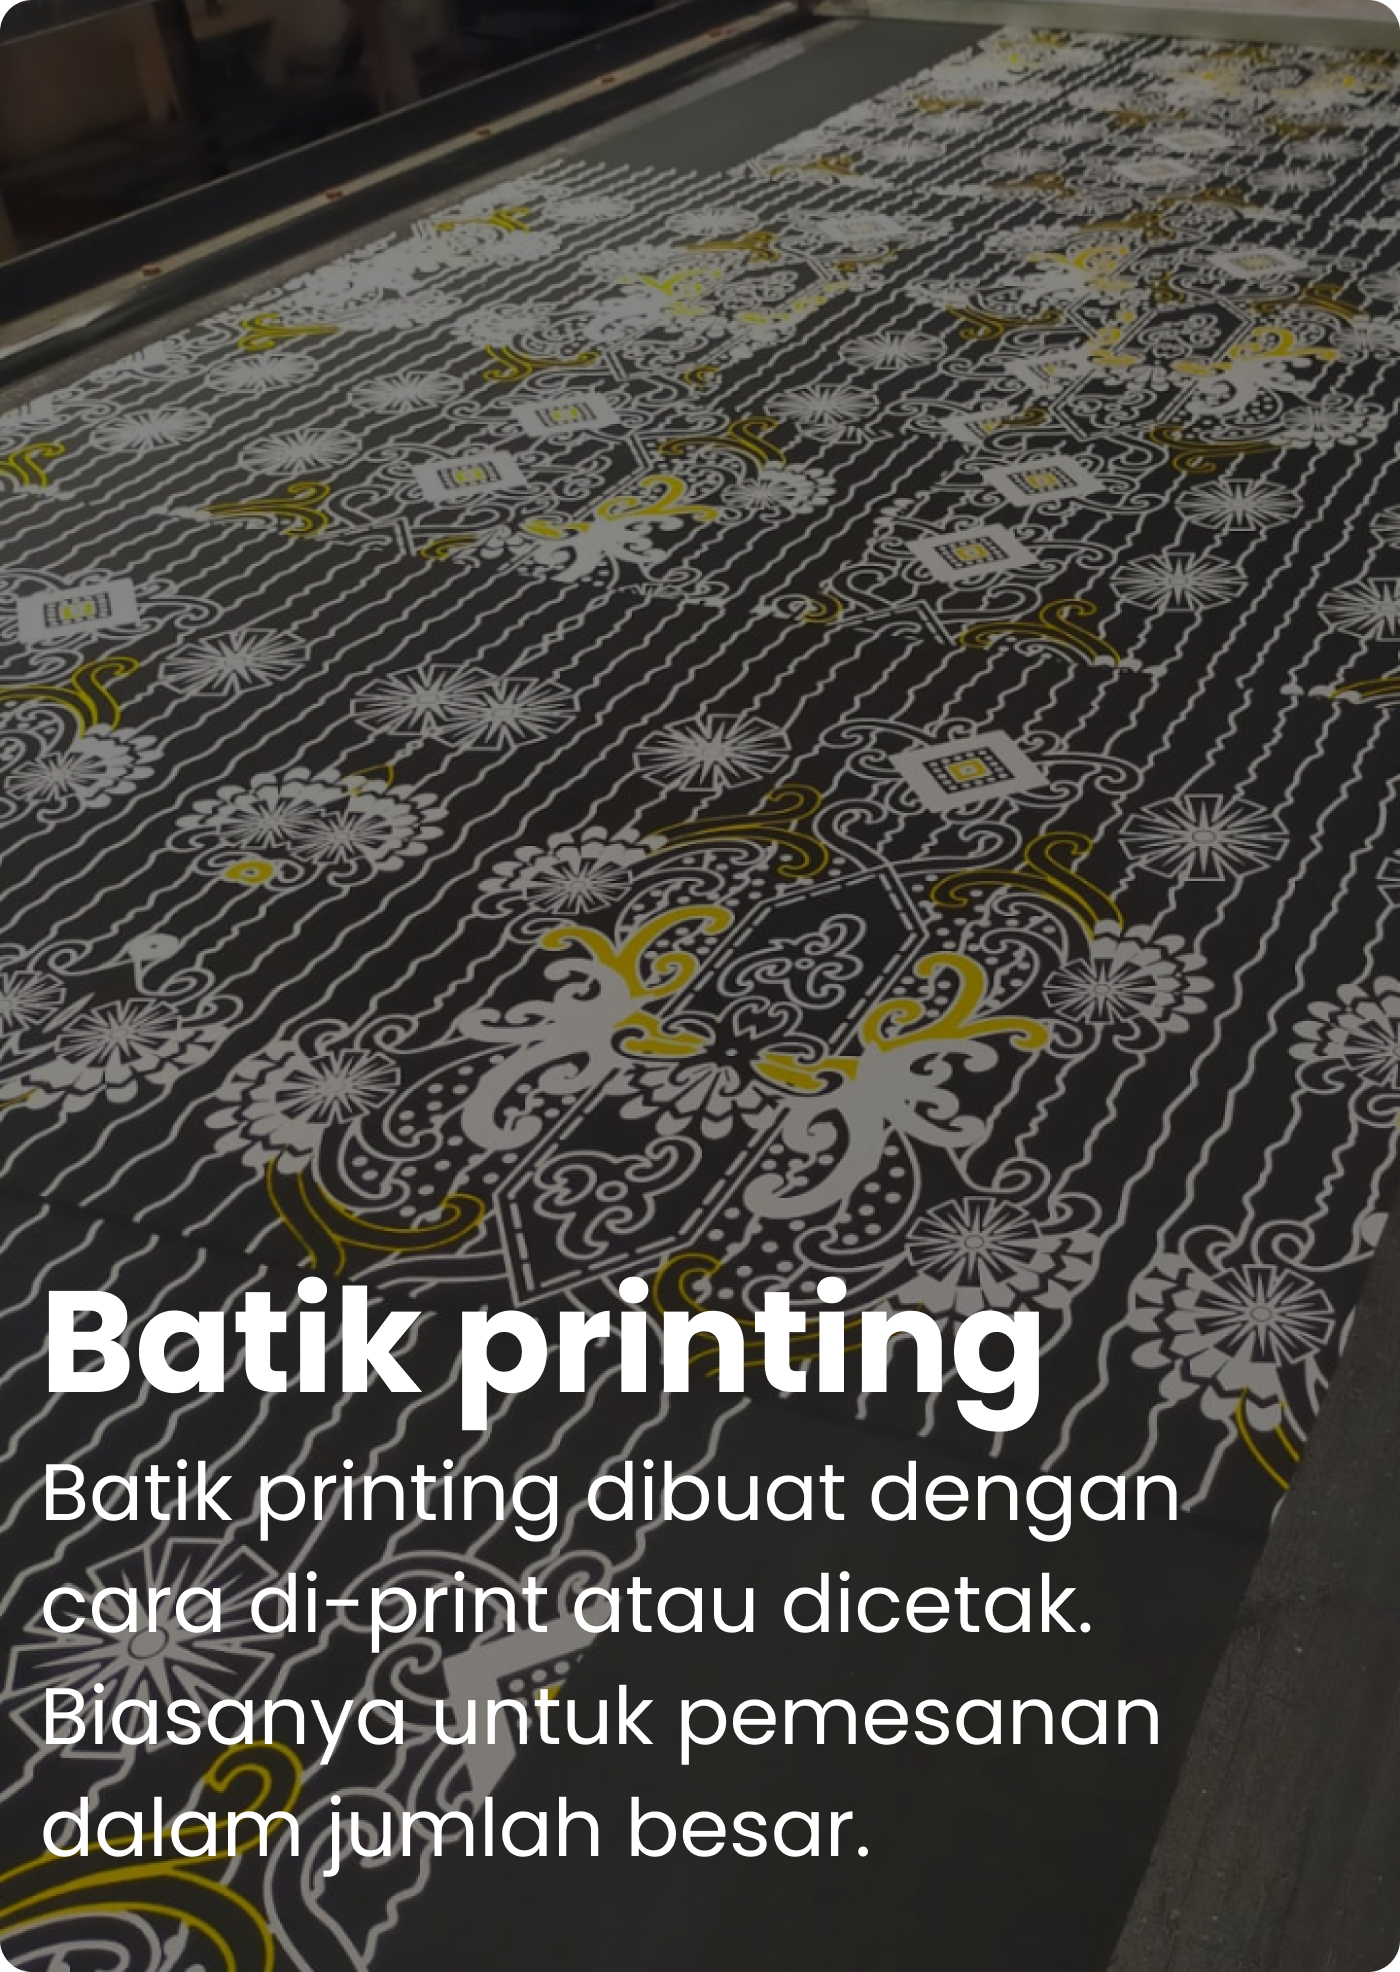 Batik printing
Batik printing dibuat dengan
cara di-print atau dicetak.
Biasanya untuk pemesanan
dalam jumlah besar.